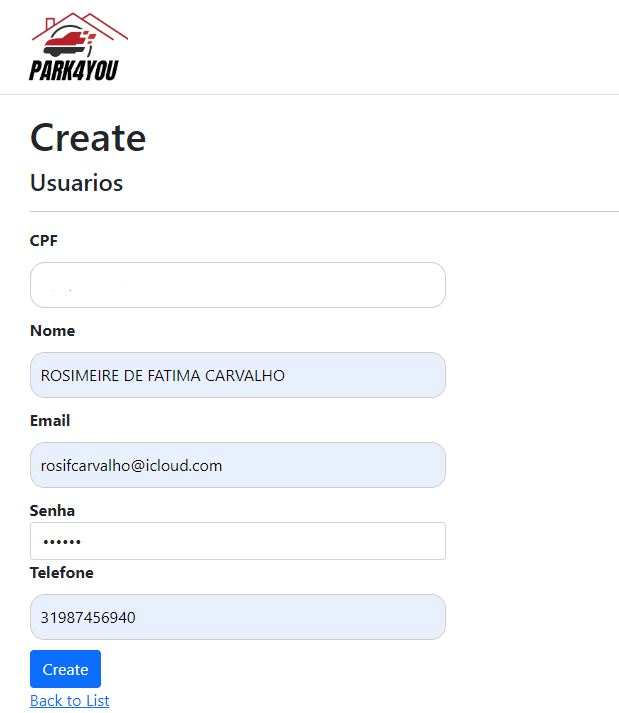 PARK4YOU
Create
Usuarios
CPF
Nome
ROSIMEIRE DE FATIMA CARVALHO
Email
rosifcarvalho@icloud.com
Senha
••••••
Telefone
31987456940
Create
Back to List